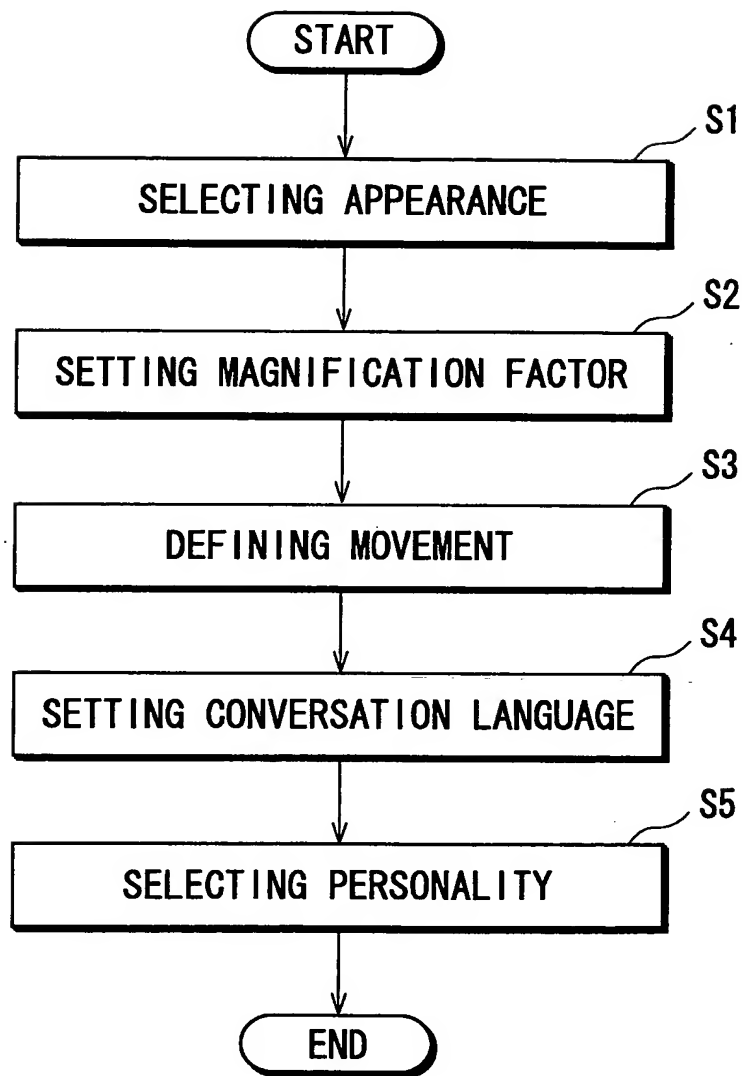 START
S1
SELECTING APPEARANCE
S2
SETTING MAGNIFICATION FACTOR
S3
DEFINING MOVEMENT
S4
SETTING CONVERSATION LANGUAGE
S5
SELECTING PERSONALITY
END